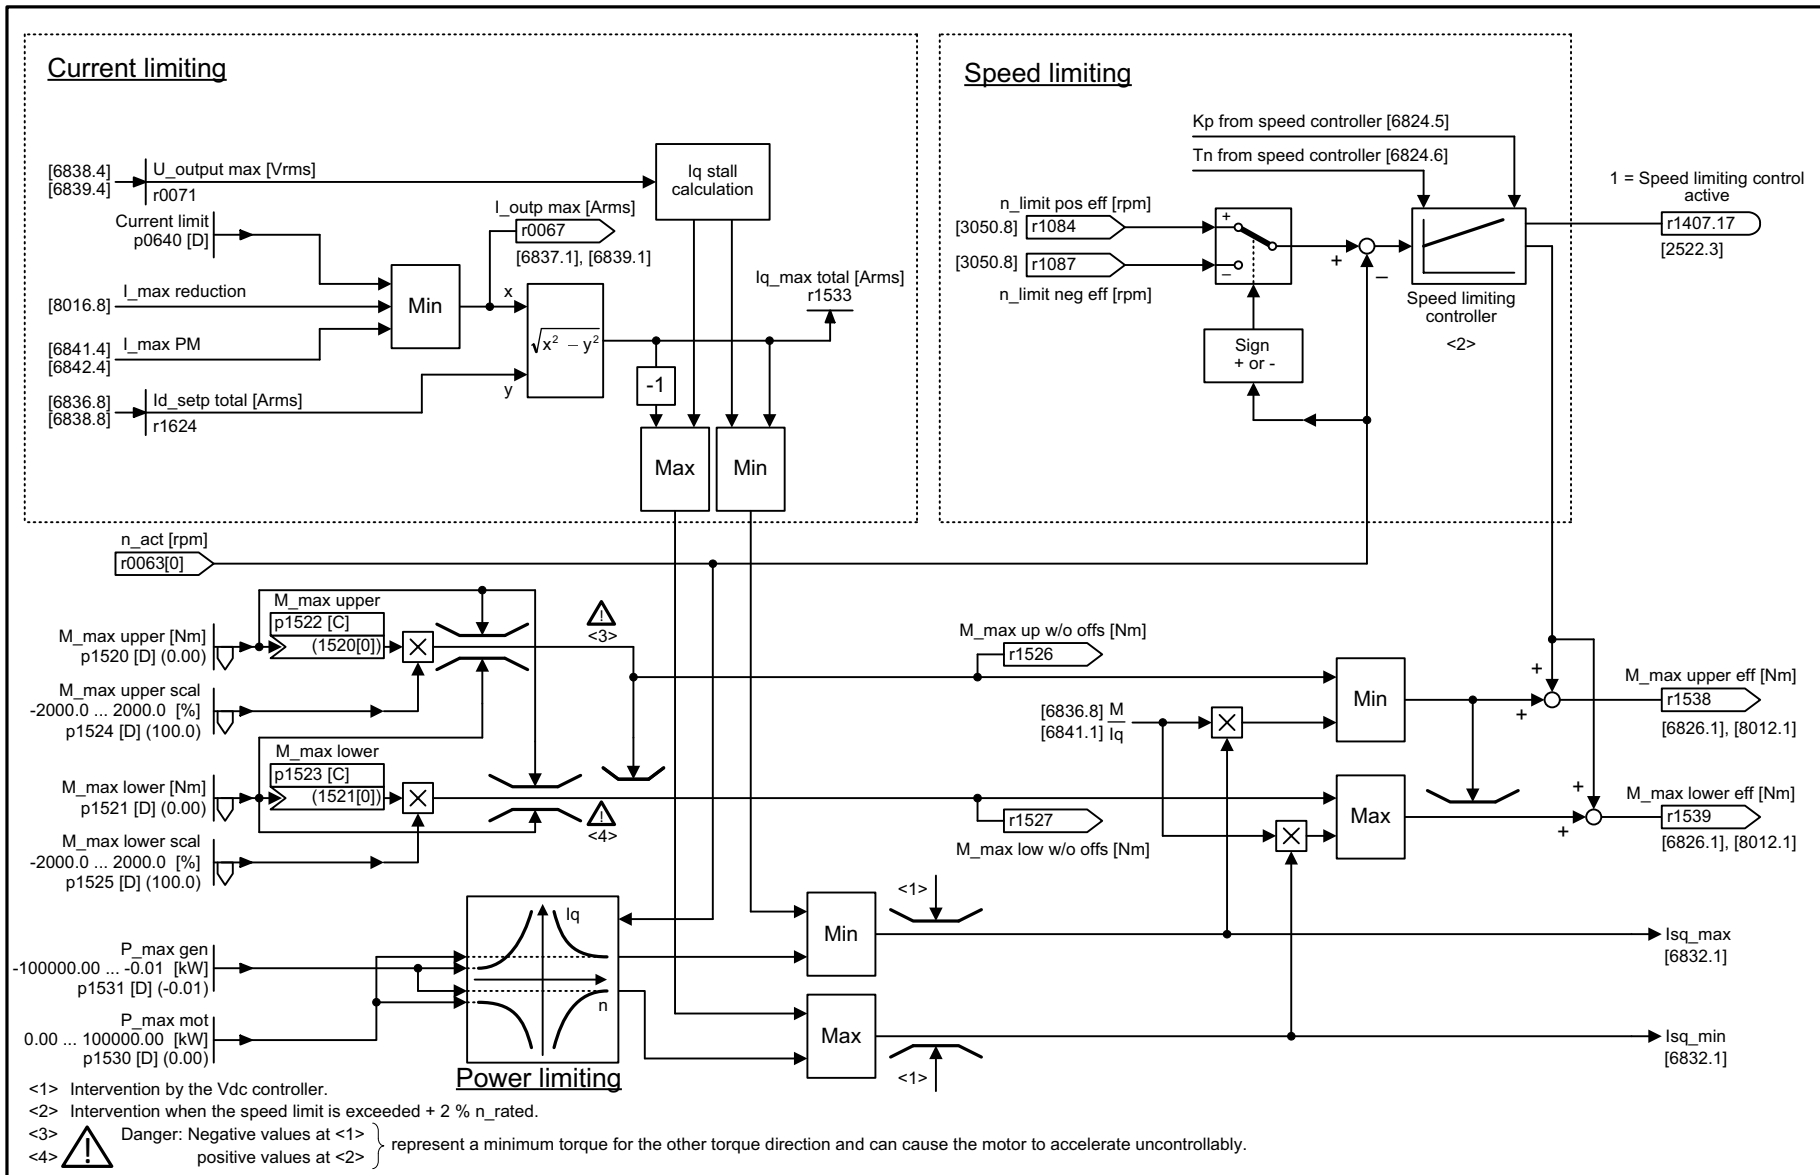 Current limiting
[6838.4]
[6839.4]
U_output max [Vrms]
r0071
Current limit
p0640 [D]
[8016.8]
I_max reduction
[6841.4]
[6842.4]
I_max PM
[6836.8]
[6838.8]
Id_setp total [Arms]
r1624
Min
I_outp max [Arms]
r0067
[6837.1], [6839.1]
x
y
√x² – y²
Iq stall
calculation
Iq_max total [Arms]
r1533
-1
Max
Min
Speed limiting
Kp from speed controller [6824.5]
Tn from speed controller [6824.6]
n_limit pos eff [rpm]
[3050.8]
r1084
[3050.8]
r1087
n_limit neg eff [rpm]
+
–
Sign
+ or -
+
–
Speed limiting
controller
<2>
1 = Speed limiting control
active
r1407.17
[2522.3]
n_act [rpm]
r0063[0]
M_max upper [Nm]
p1520 [D] (0.00)
M_max upper
p1522 [C]
(1520[0])
M_max upper scal
-2000.0 ... 2000.0 [%]
p1524 [D] (100.0)
!
<3>
M_max lower [Nm]
p1521 [D] (0.00)
M_max lower
p1523 [C]
(1521[0])
M_max lower scal
-2000.0 ... 2000.0 [%]
p1525 [D] (100.0)
!
<4>
M_max up w/o offs [Nm]
r1526
[6836.8]
[6841.1]
M
Iq
r1527
M_max low w/o offs [Nm]
Min
Max
+
+
M_max upper eff [Nm]
r1538
[6826.1], [8012.1]
+
+
M_max lower eff [Nm]
r1539
[6826.1], [8012.1]
P_max gen
-100000.00 ... -0.01 [kW]
p1531 [D] (-0.01)
P_max mot
0.00 ... 100000.00 [kW]
p1530 [D] (0.00)
Iq
n
Power limiting
Min
Max
<1>
<1>
Isq_max
[6832.1]
Isq_min
[6832.1]
<1> Intervention by the Vdc controller.
<2> Intervention when the speed limit is exceeded + 2 % n_rated.
<3> Danger: Negative values at <1>
<4> ! positive values at <2>
represent a minimum torque for the other torque direction and can cause the motor to accelerate uncontrollably.